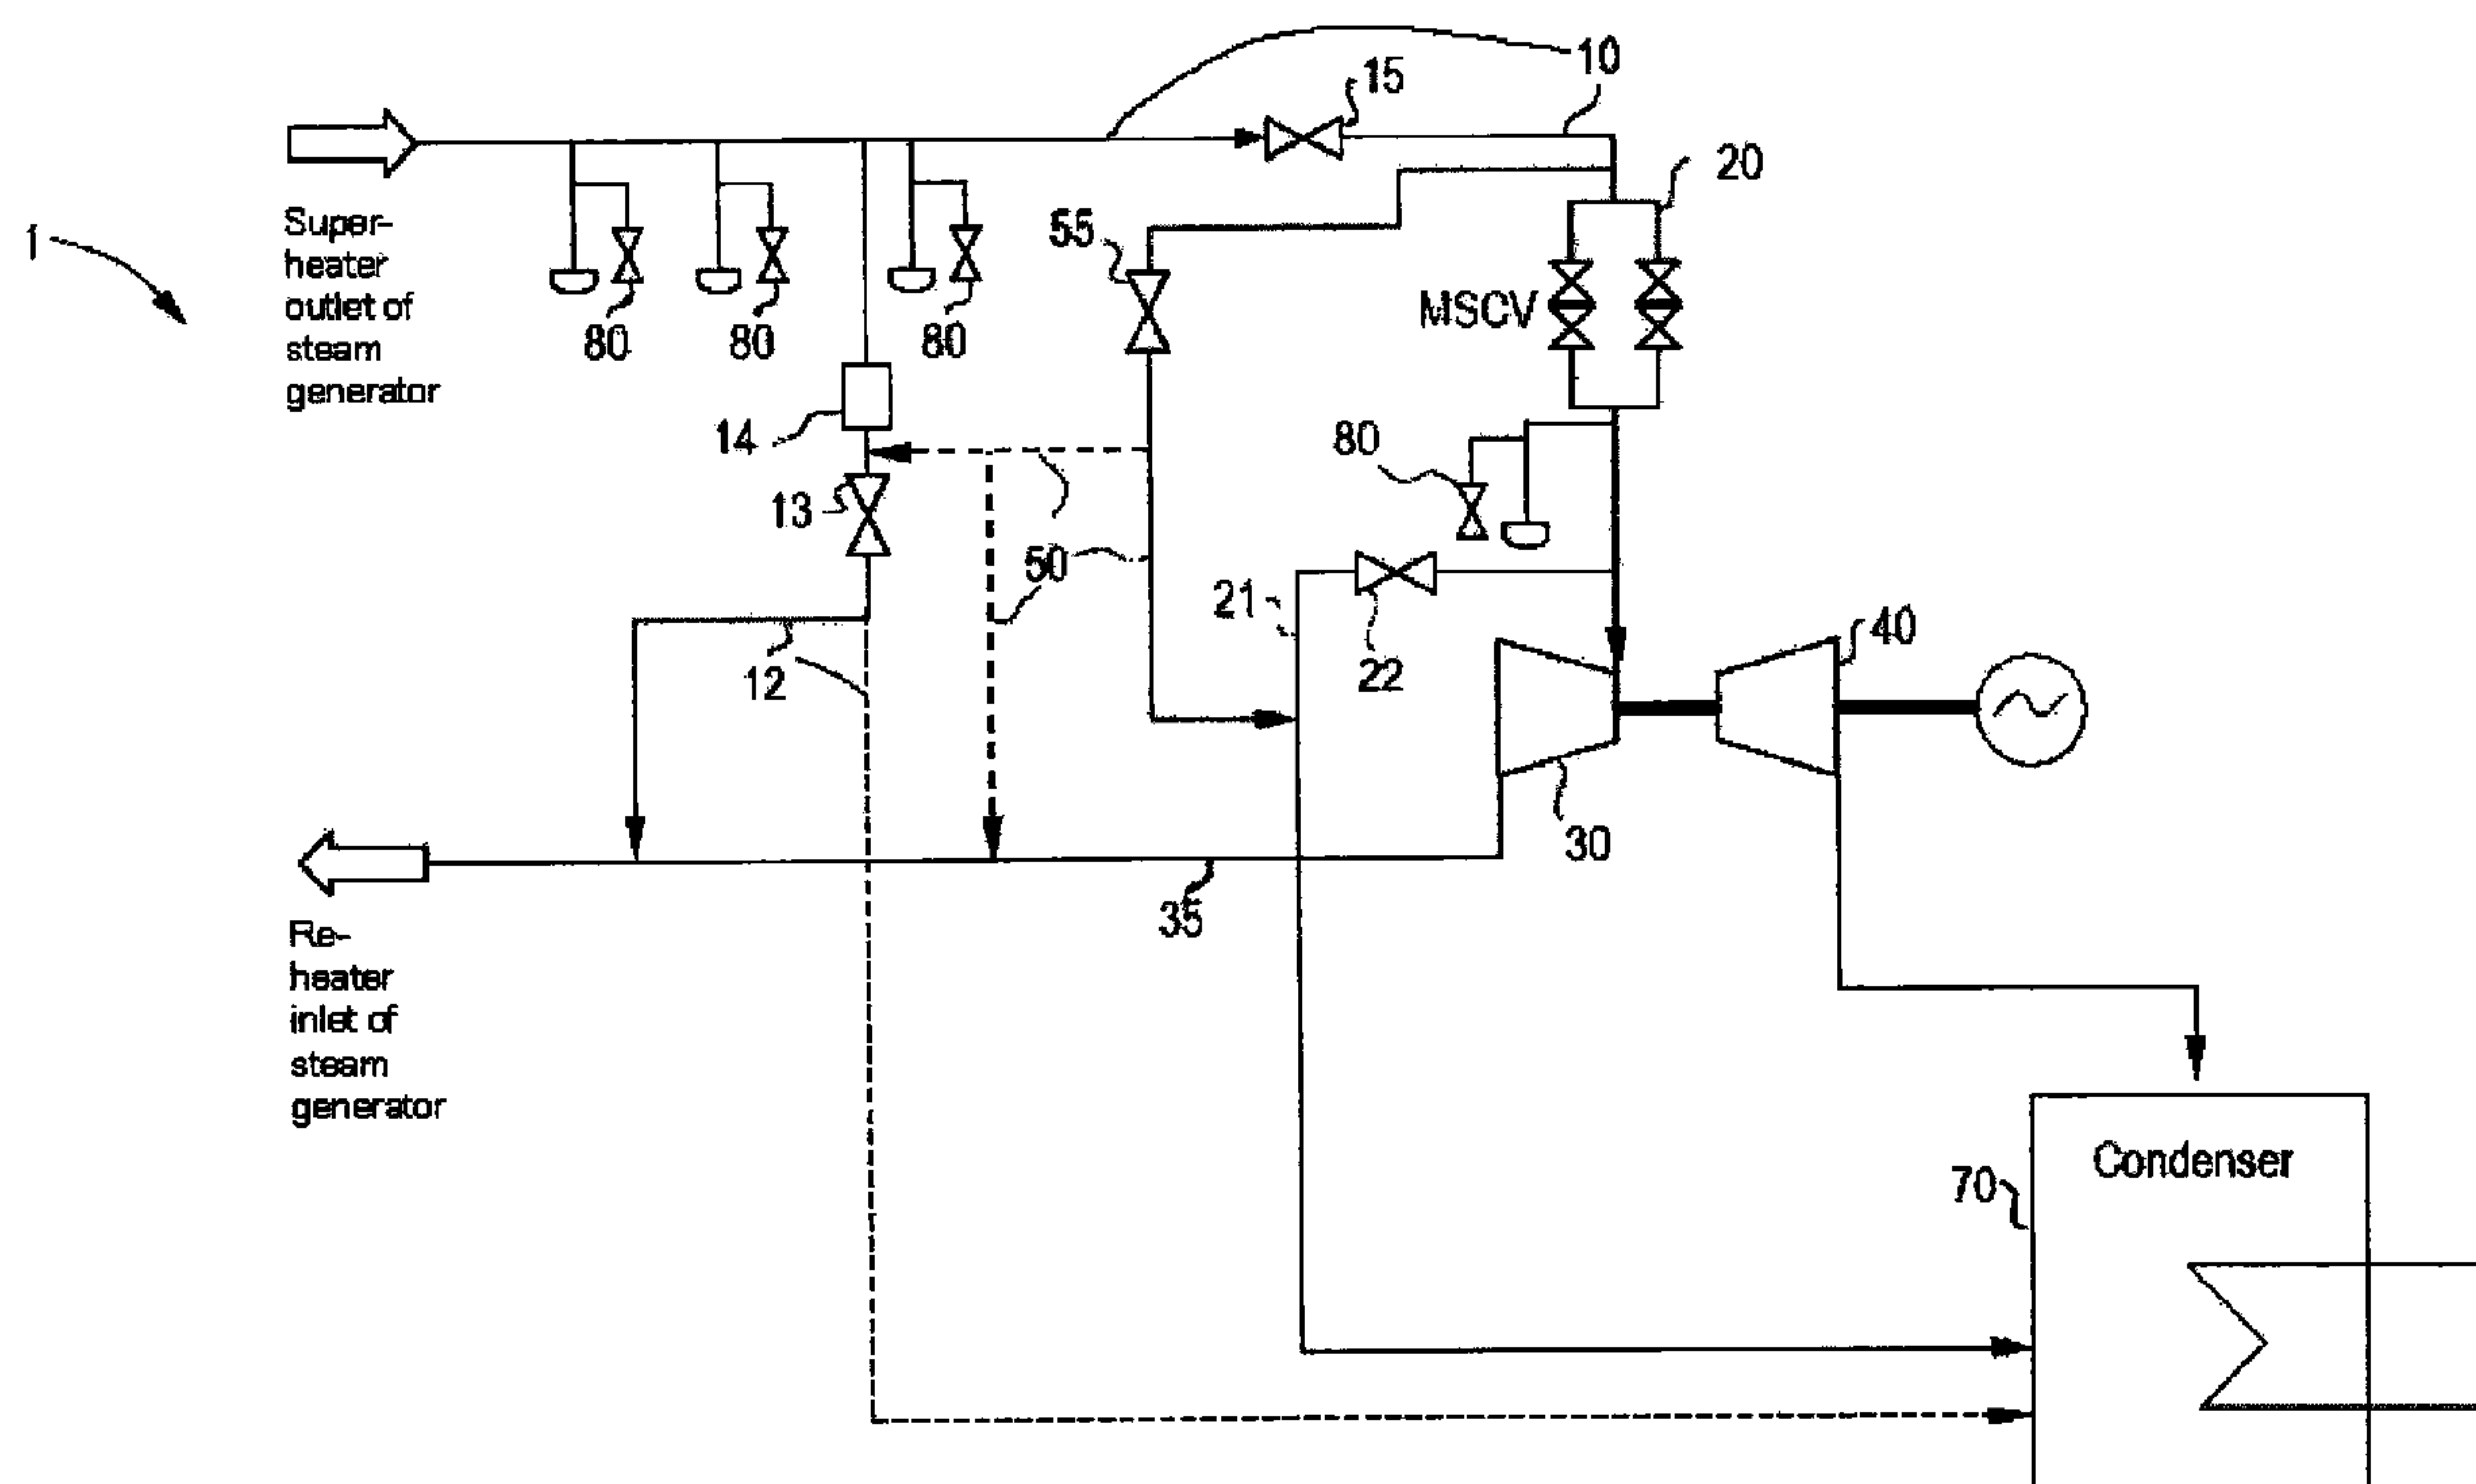 10
15
20
1
Super-
heater
outlet of
steam
generator
55
80
80
80
MSCV
14
80
13
50
21
22
40
12
30
35
Re-
heater
inlet of
steam
generator
Condenser
70